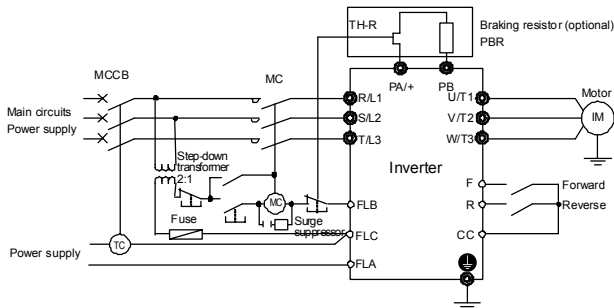 TH-R
Braking resistor (optional)
PBR
MCCB
MC
PA/+
PB
Main circuits
Power supply
R/L1
S/L2
T/L3
U/T1
V/T2
W/T3
Motor
IM
Step-down
transformer
2:1
Inverter
MC
F
R
CC
Forward
Reverse
FLB
Surge
suppressor
Fuse
FLC
Power supply
TC
FLA